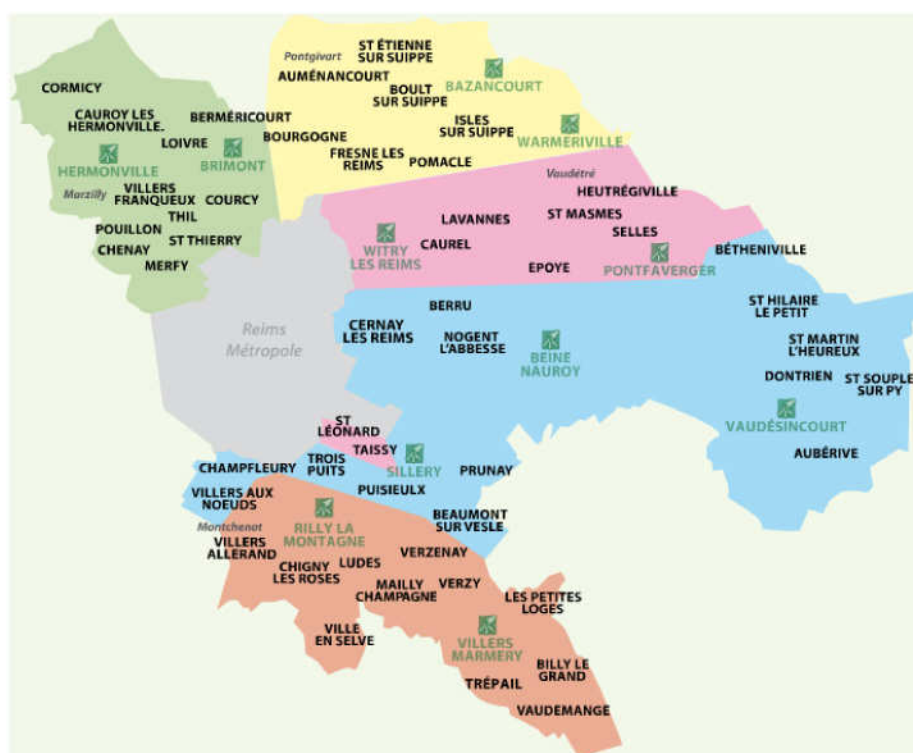 Pontgivart
ST ÉTIENNE
SUR SUIPPE
AUMÉNANCOURT
BAZANCOURT
BOULT
SUR SUIPPE
CORMICY
CAUROY LES
HERMONVILLE.
BERMÉRICOURT
BOURGOGNE
ISLES
SUR SUIPPE
WARMERIVILLE
LOIVRE
HERMONVILLE
BRIMONT
FRESNE LES
REIMS
POMACLE
Vaudétré
HEUTRÉGIVILLE
Marzilly
VILLERS
FRANQUEUX
COURCY
THIL
POUILLON
ST THIERRY
CHENAY
MERFY
LAVANNES
ST MASMES
SELLES
WITRY
LES REIMS
CAUREL
EPOYE
PONTFAVERGER
BÉTHENIVILLE
Reims
Métropole
BERRU
CERNAY
LES REIMS
NOGENT
L'ABBESSE
BEINE
NAUROY
ST HILAIRE
LE PETIT
ST MARTIN
L'HEUREUX
DONTRIEN
ST SOUPLE
SUR PY
VAUDÉSINCOURT
AUBÉRIVE
ST
LÉONARD
TAISSY
SILLERY
CHAMPFLEURY
TROIS
PUITS
PRUNAY
VILLERS AUX
NOEUDS
PUISIEULX
BEAUMONT
SUR VESLE
Montchenot
VILLERS
ALLERAND
RILLY LA
MONTAGNE
CHIGNY
LES ROSES
LUDES
VERZENAY
MAILLY
CHAMPAGNE
VERZY
LES PETITES
LOGES
VILLE
EN SELVE
VILLERS
MARMERY
BILLY LE
GRAND
TRÉPAIL
VAUDEMANGE